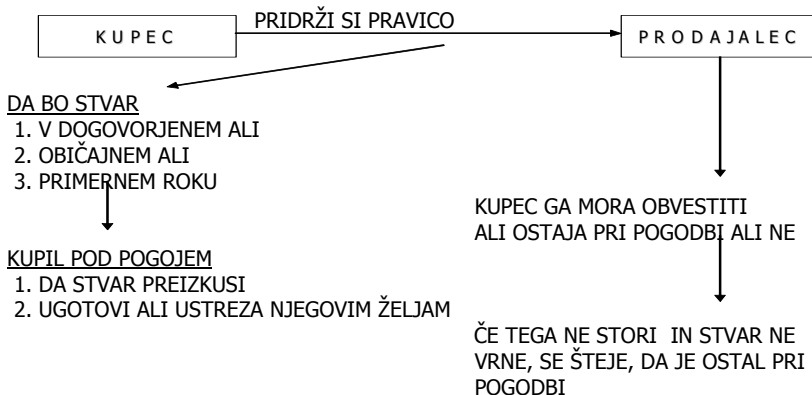 PRIDRŽI SI PRAVICO
K U P E C
P R O D A J A L E C
DA BO STVAR
1. V DOGOVORJENEM ALI
2. OBIČAJNEM ALI
3. PRIMERNEM ROKU
KUPIL POD POGOJEM
1. DA STVAR PREIZKUSI
2. UGOTOVI ALI USTREZA NJEGOVIM ŽELJAM
KUPEC GA MORA OBVESTITI
ALI OSTAJA PRI POGODBI ALI NE
ČE TEGA NE STORI IN STVAR NE
VRNE, SE ŠTEJE, DA JE OSTAL PRI
POGODBI